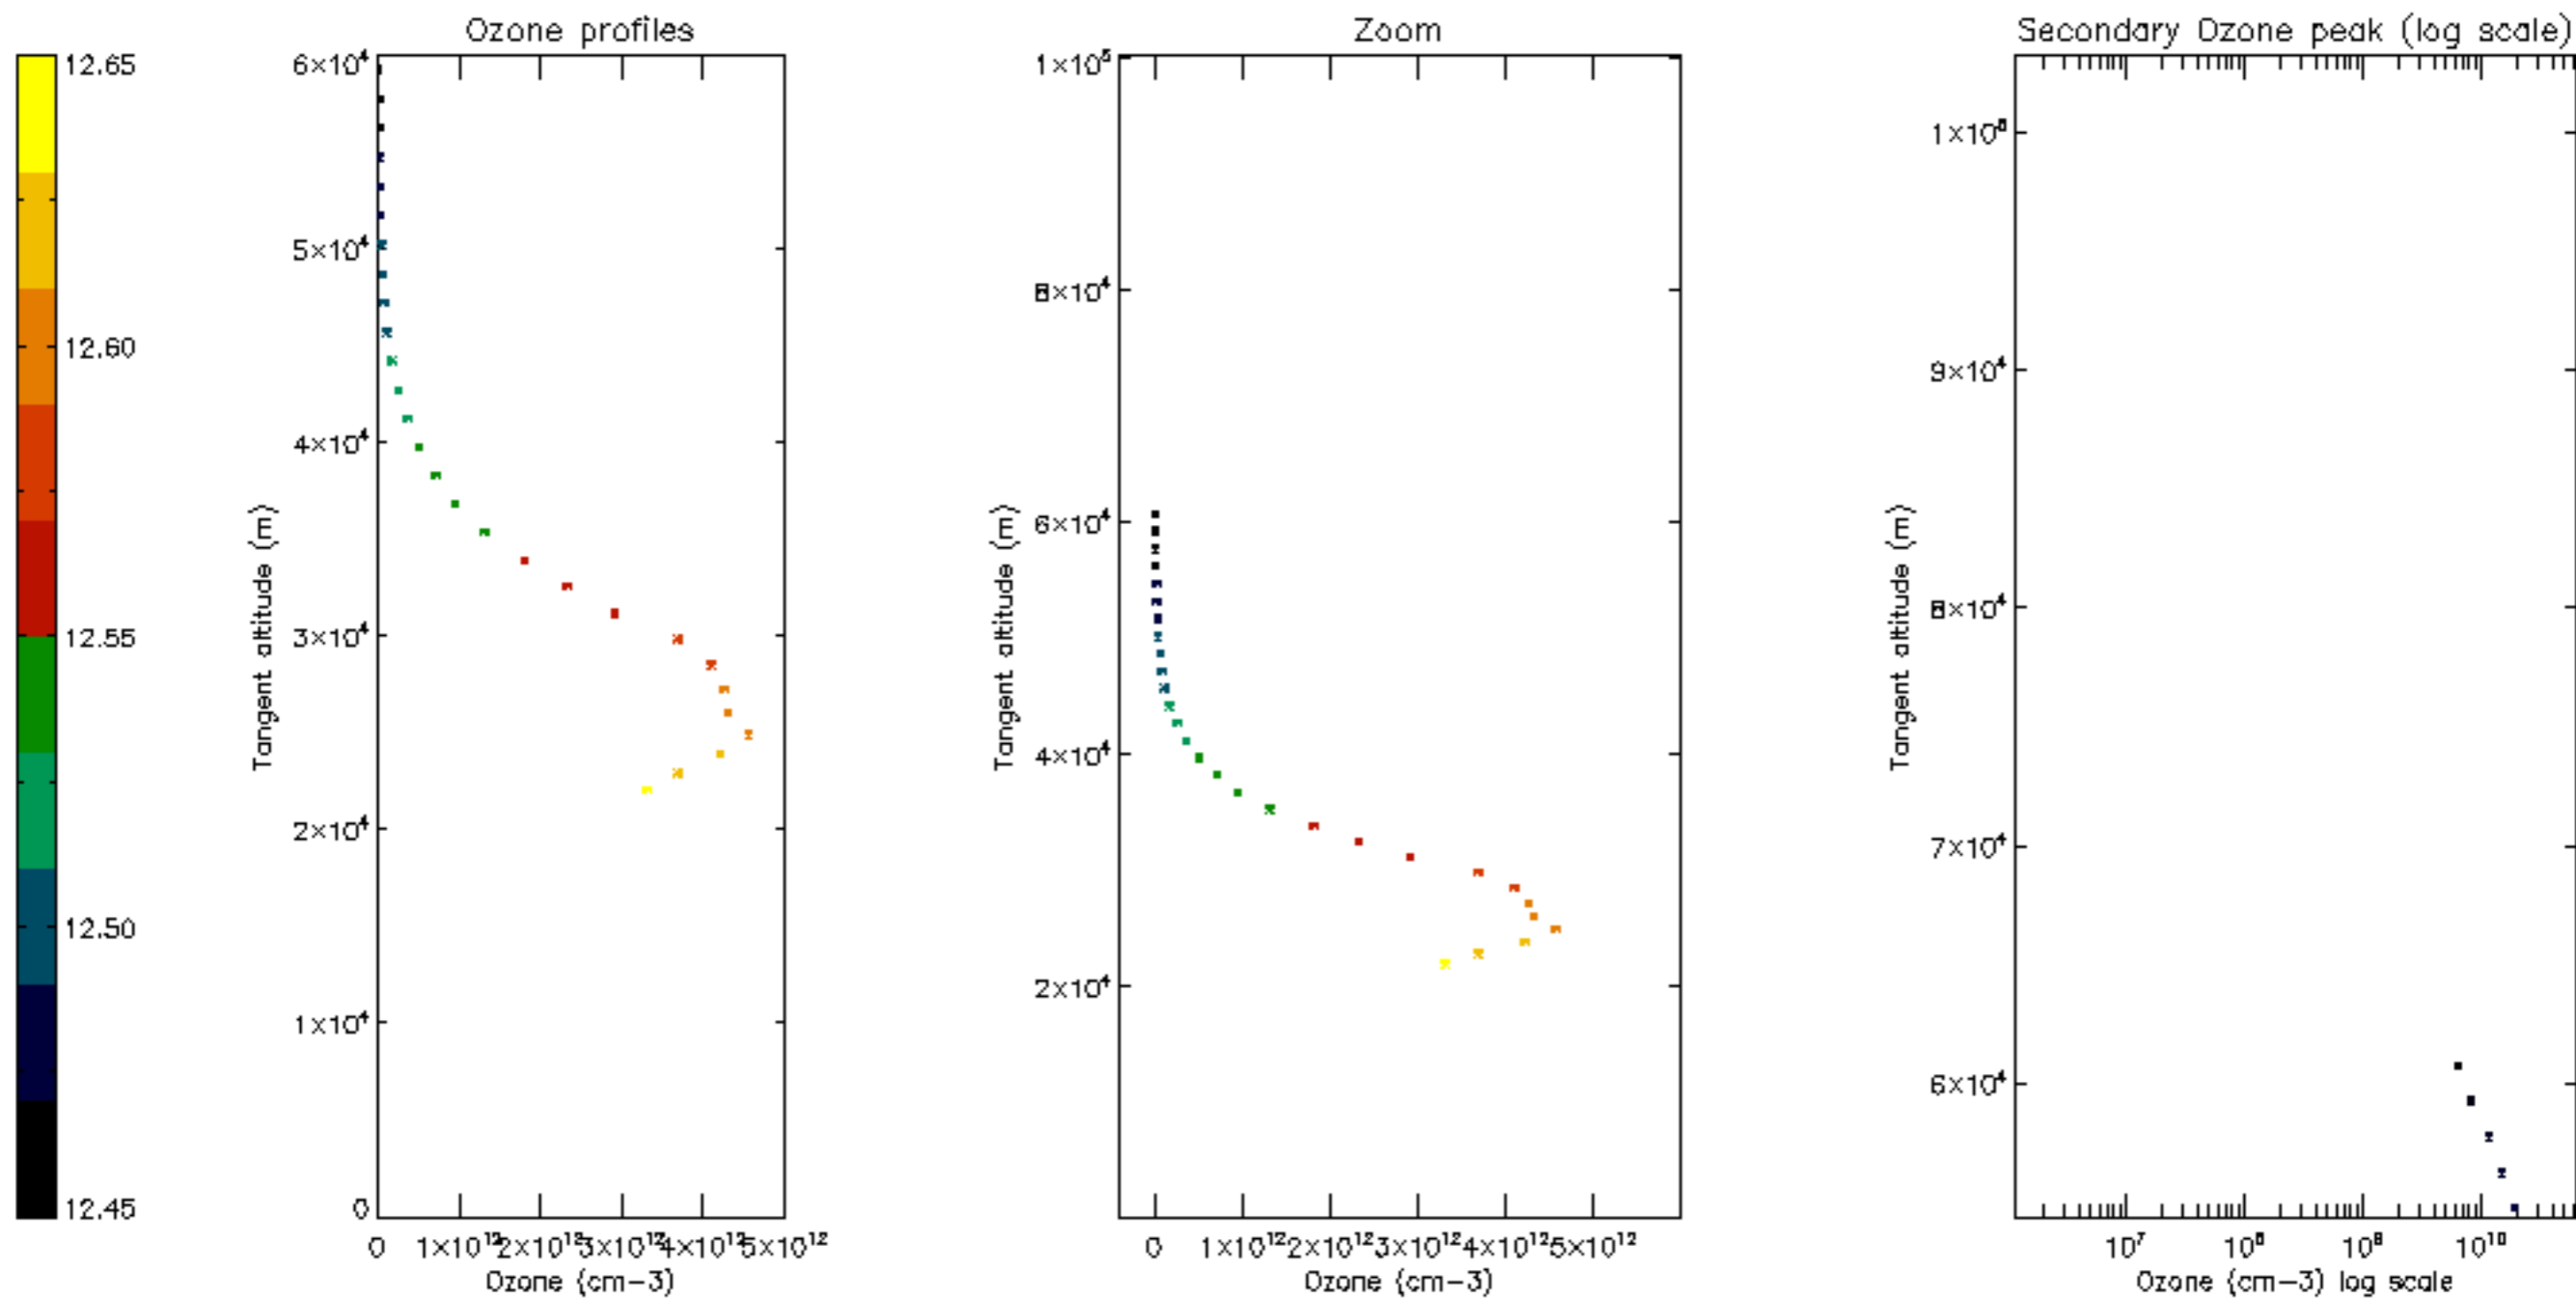 Ozone profiles
Zoom
Secondary Ozone peak (log scale)
12.65
12.60
12.55
12.50
12.45
6×10⁴
5×10⁴
4×10⁴
3×10⁴
2×10⁴
1×10⁴
0
Tangent altitude (m)
0 1×10¹² 2×10¹² 3×10¹² 4×10¹² 5×10¹²
Ozone (cm-3)
1×10⁵
8×10⁴
6×10⁴
4×10⁴
2×10⁴
Tangent altitude (m)
0 1×10¹² 2×10¹² 3×10¹² 4×10¹² 5×10¹²
Ozone (cm-3)
1×10⁵
9×10⁴
8×10⁴
7×10⁴
6×10⁴
Tangent altitude (m)
10⁷ 10⁸ 10⁹ 10¹⁰
Ozone (cm-3) log scale